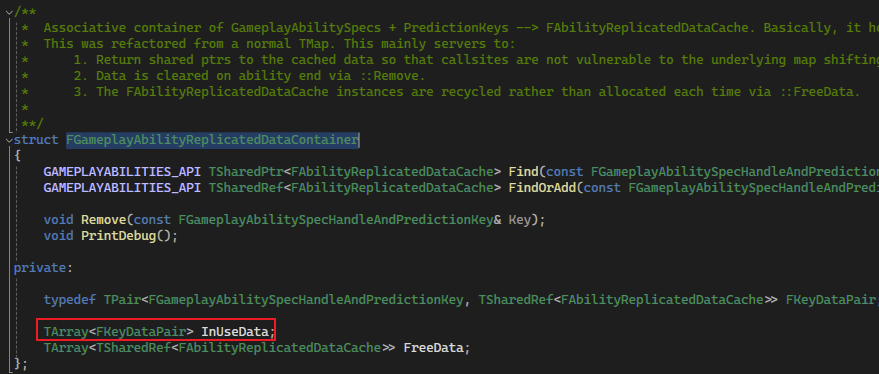 /**
* Associative container of GameplayAbilitySpecs + PredictionKeys --> FAbilityReplicatedDataCache. Basically, it
* This was refactored from a normal TMap. This mainly servers to:
* 1. Return shared ptrs to the cached data so that callsites are not vulnerable to the underlying map shifting
* 2. Data is cleared on ability end via ::Remove.
* 3. The FAbilityReplicatedDataCache instances are recycled rather than allocated each time via ::FreeData.
*
**/
struct FGameplayAbilityReplicatedDataContainer
{
GAMEPLAYABILITIES_API TSharedPtr<FAbilityReplicatedDataCache> Find(const FGameplayAbilitySpecHandleAndPrediction
GAMEPLAYABILITIES_API TSharedRef<FAbilityReplicatedDataCache> FindOrAdd(const FGameplayAbilitySpecHandleAndPredi
void Remove(const FGameplayAbilitySpecHandleAndPredictionKey& Key);
void PrintDebug();
private:
typedef TPair<FGameplayAbilitySpecHandleAndPredictionKey, TSharedRef<FAbilityReplicatedDataCache>> FKeyDataPair;
TArray<FKeyDataPair> InUseData;
TArray<TSharedRef<FAbilityReplicatedDataCache>> FreeData;
};